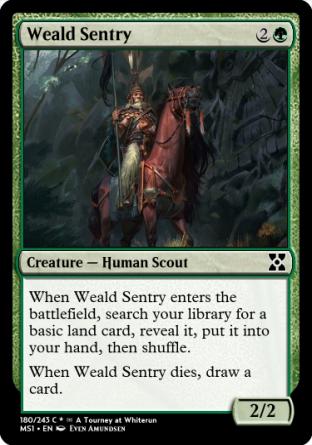 Weald Sentry 2
Creature — Human Scout
When Weald Sentry enters the
battlefield, search your library for a
basic land card, reveal it, put it into
your hand, then shuffle.
When Weald Sentry dies, draw a
card.
2/2
180/243 C * ∞ A Tourney at Whiterun
MS1 • EN Even Amundsen